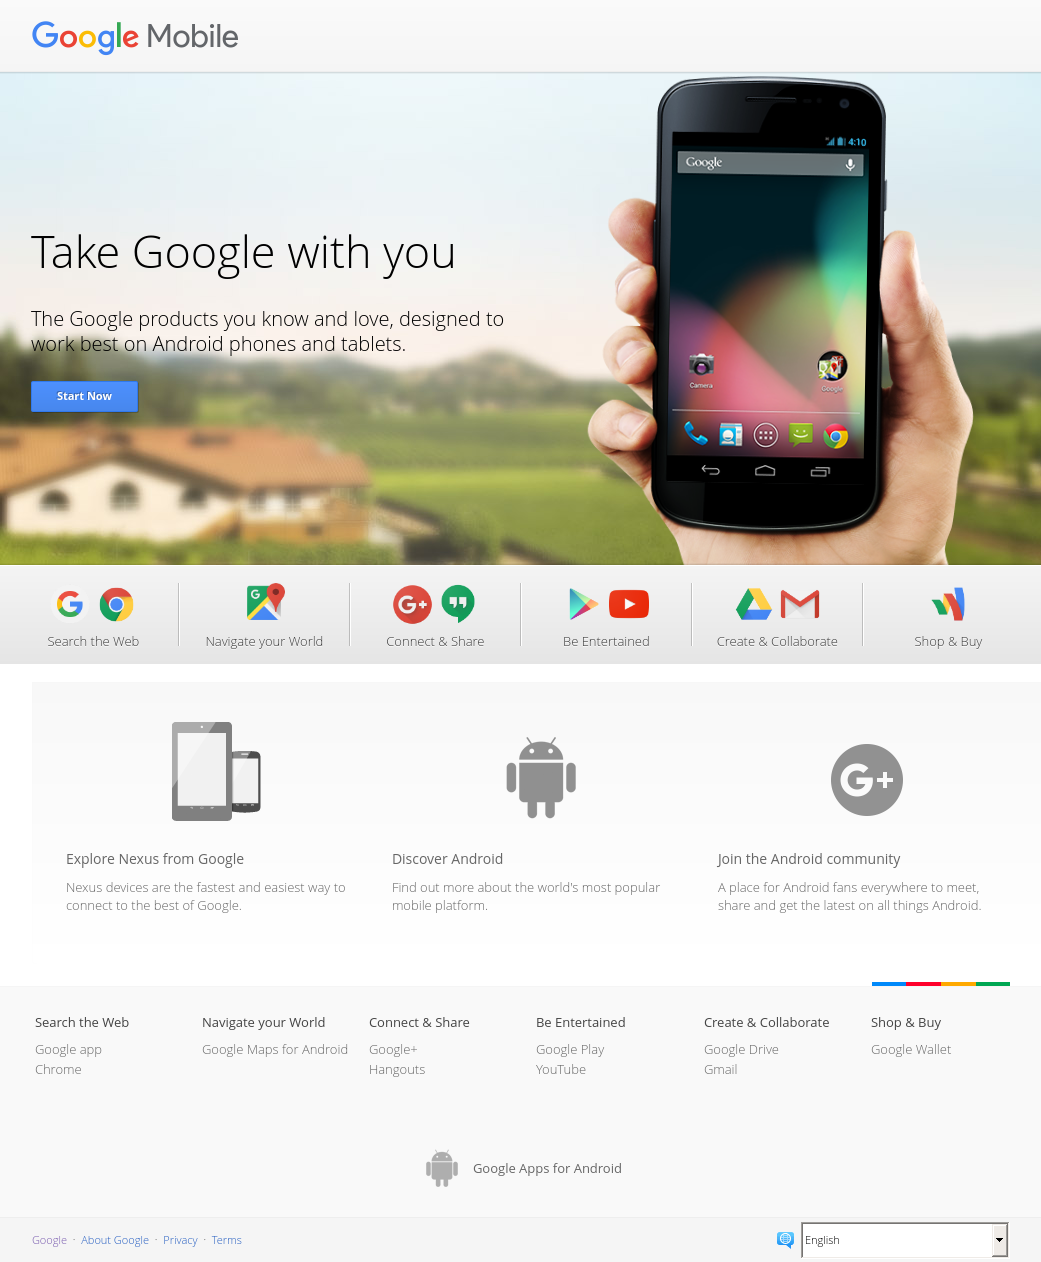 Google Mobile
4:10
Google
Take Google with you
The Google products you know and love, designed to
work best on Android phones and tablets.
Start Now
Camera
Google
Search the Web
Navigate your World
Connect & Share
Be Entertained
Create & Collaborate
Shop & Buy
Explore Nexus from Google
Nexus devices are the fastest and easiest way to
connect to the best of Google.
Discover Android
Find out more about the world's most popular
mobile platform.
Join the Android community
A place for Android fans everywhere to meet,
share and get the latest on all things Android.
Search the Web
Google app
Chrome
Navigate your World
Google Maps for Android
Connect & Share
Google+
Hangouts
Be Entertained
Google Play
YouTube
Create & Collaborate
Google Drive
Gmail
Shop & Buy
Google Wallet
Google Apps for Android
Google · About Google · Privacy · Terms
English